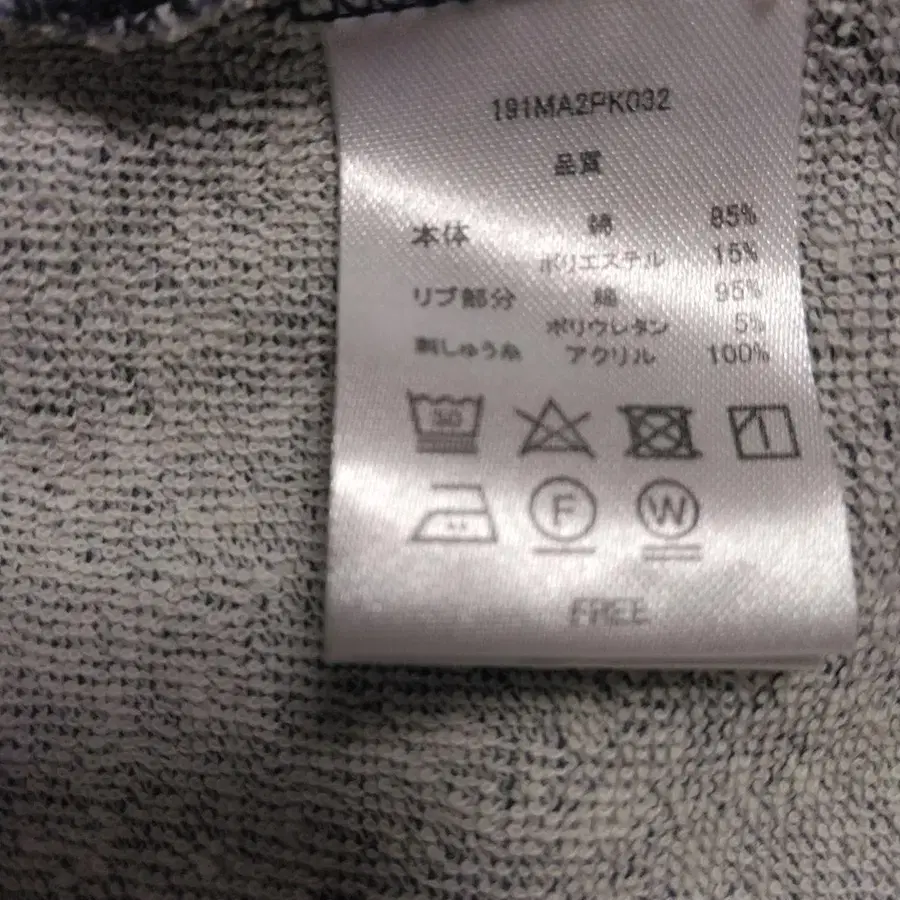 191MA2PK032
品質
本体 綿 85%
ポリエステル 15%
リブ部分 綿 95%
ポリウレタン 5%
刺しゅう糸 アクリル 100%
30
F W
FREE